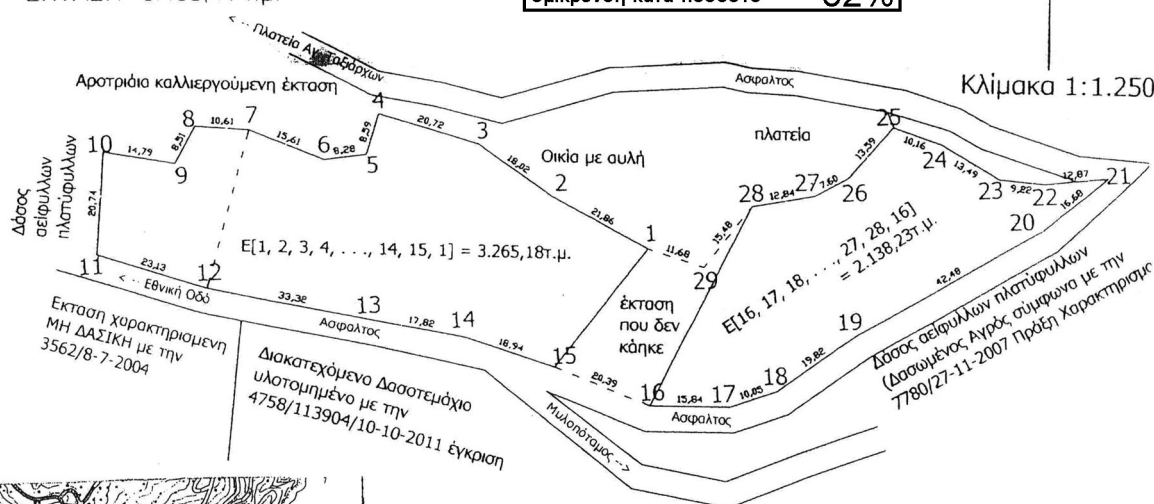 62%
<-- Πλατεία Αγ. Ταξάρχων
Αροτριάια καλλιεργούμενη έκταση
Ασφαλτος
Κλίμακα 1:1.250
πλατεία
Οικία με αυλή
10
14,79
9
8,51
8
10,61
7
15,61
6
8,28
5
8,59
4
20,72
3
18,02
2
21,86
1
11,68
29
15,48
28
12,84
27
7,60
26
13,59
25
10,16
24
13,49
23
9,22
22
12,87
21
16,68
20
42,48
19
19,82
18
10,05
17
15,84
16
20,39
15
18,94
14
17,82
13
33,32
12
23,13
11
20,74
Δάσος
αείφυλλων
πλατύφυλλων
E[1, 2, 3, 4, . . ., 14, 15, 1] = 3.265,18τ.μ.
E[16, 17, 18, . . ., 27, 28, 16]
= 2.138,23τ.μ.
έκταση
που δεν
κάηκε
<-- Εθνική Οδό
Ασφαλτος
Ασφαλτος
Μυλοπόταμος -->
Εκταση χαρακτηρισμενη
ΜΗ ΔΑΣΙΚΗ με την
3562/8-7-2004
Διακατεχόμενο Δασοτεμάχιο
υλοτομημένο με την
4758/113904/10-10-2011 έγκριση
Δάσος αείφυλλων πλατύφυλλων
(Δασωμένος Αγρός σύμφωνα με την
7780/27-11-2007 Πράξη